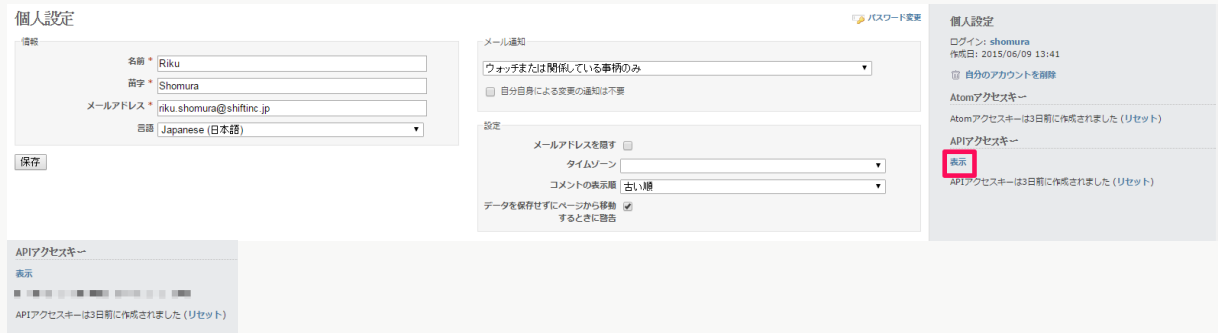 個人設定
パスワード変更
情報
名前 * Riku
苗字 * Shomura
メールアドレス * riku.shomura@shiftinc.jp
言語 Japanese (日本語)
保存
メール通知
ウォッチまたは関係している事柄のみ
自分自身による変更の通知は不要
設定
メールアドレスを隠す
タイムゾーン
コメントの表示順 古い順
データを保存せずにページから移動
するときに警告
個人設定
ログイン: shomura
作成日: 2015/06/09 13:41
自分のアカウントを削除
Atomアクセスキー
Atomアクセスキーは3日前に作成されました (リセット)
APIアクセスキー
表示
APIアクセスキーは3日前に作成されました (リセット)
APIアクセスキー
表示
APIアクセスキーは3日前に作成されました (リセット)